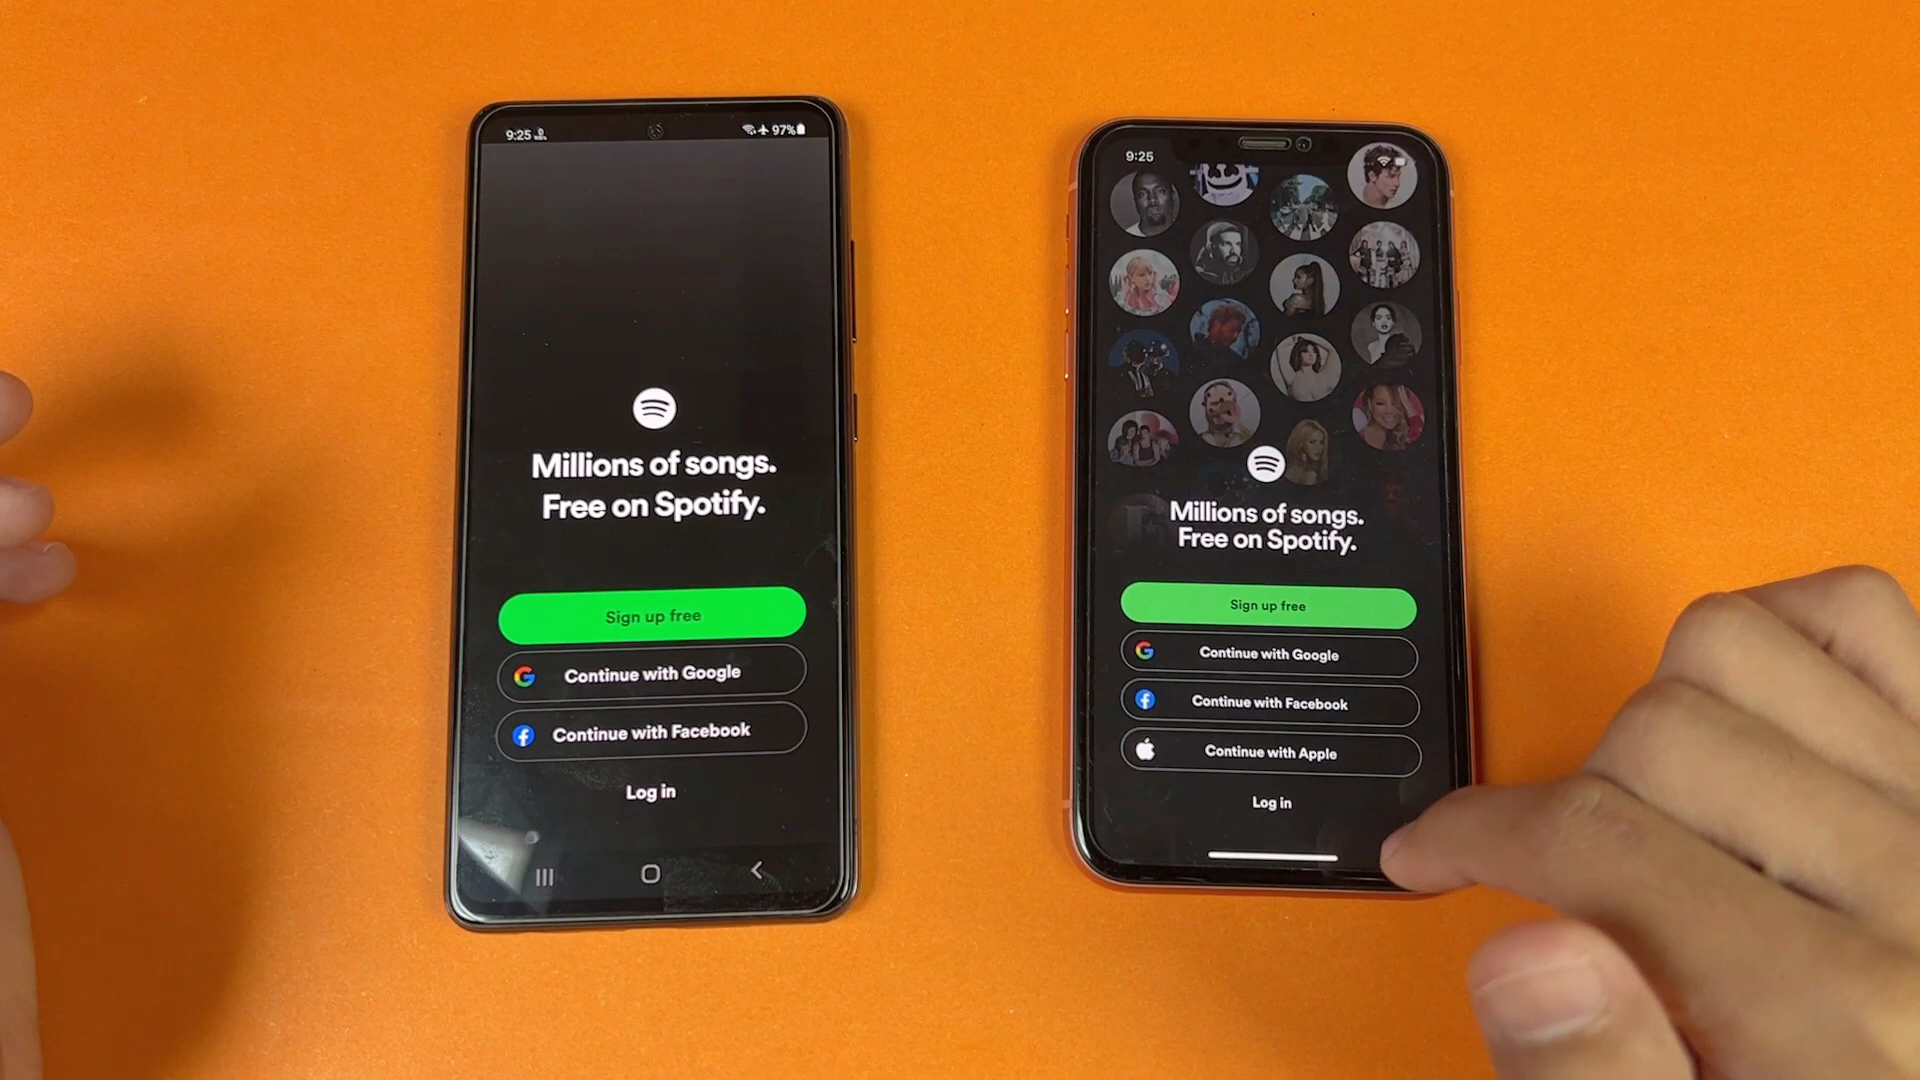 9:25
97%
Millions of songs.
Free on Spotify.
Sign up free
Continue with Google
Continue with Facebook
Log in
9:25
Millions of songs.
Free on Spotify.
Sign up free
Continue with Google
Continue with Facebook
Continue with Apple
Log in